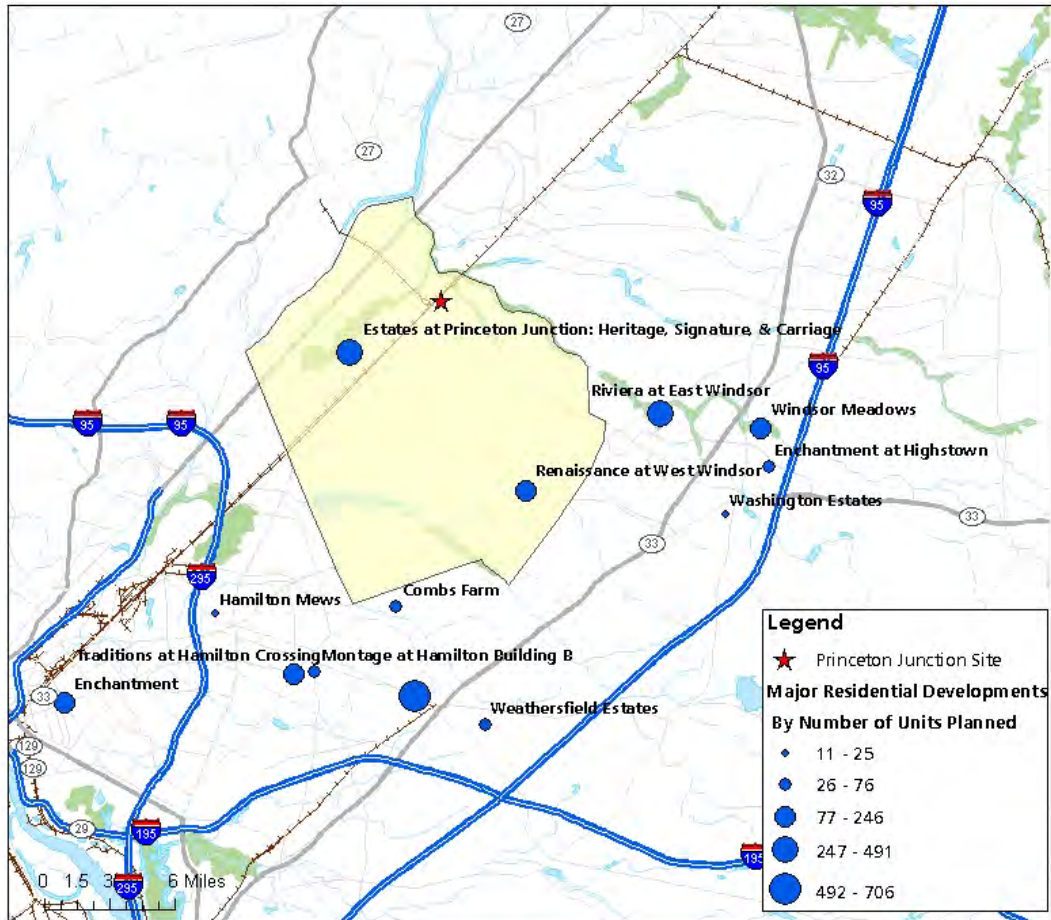 27
27
32
95
Estates at Princeton Junction: Heritage, Signature, & Carriage
95
Riviera at East Windsor
Windsor Meadows
95
95
Enchantment at Highstown
Renaissance at West Windsor
Washington Estates
33
33
295
Combs Farm
Hamilton Mews
Traditions at Hamilton Crossing
Montage at Hamilton Building B
Enchantment
33
Weathersfield Estates
129
129
29
195
195
295
0 1.5 3 6 Miles
Legend
Princeton Junction Site
Major Residential Developments
By Number of Units Planned
11 - 25
26 - 76
77 - 246
247 - 491
492 - 706